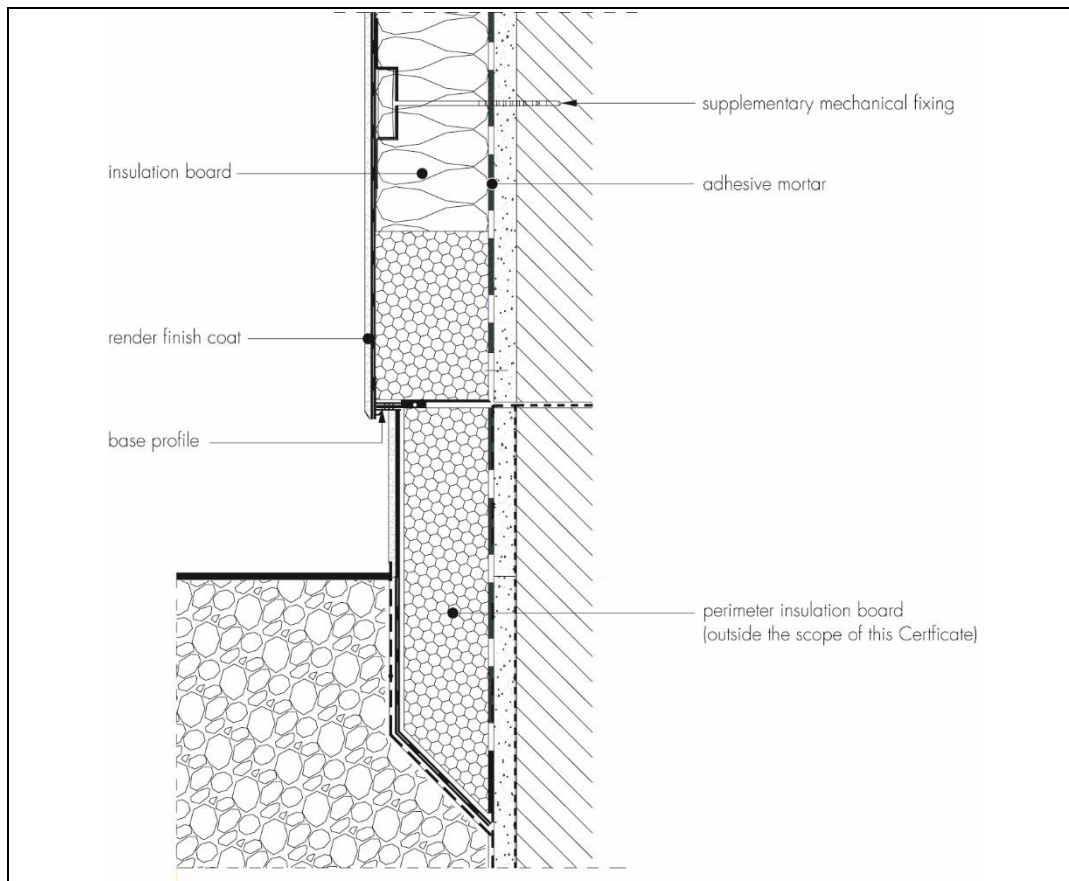 supplementary mechanical fixing
insulation board
adhesive mortar
render finish coat
base profile
perimeter insulation board
(outside the scope of this Certficate)